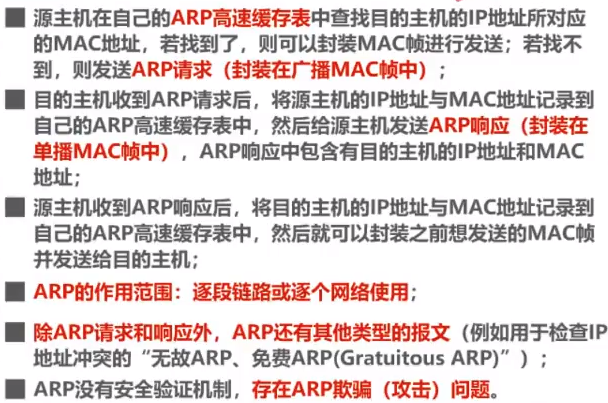 源主机在自己的ARP高速缓存表中查找目的主机的IP地址所对应
的MAC地址，若找到了，则可以封装MAC帧进行发送；若找不
到，则发送ARP请求（封装在广播MAC帧中）；
目的主机收到ARP请求后，将源主机的IP地址与MAC地址记录到
自己的ARP高速缓存表中，然后给源主机发送ARP响应（封装在
单播MAC帧中），ARP响应中包含有目的主机的IP地址和MAC
地址；
源主机收到ARP响应后，将目的主机的IP地址与MAC地址记录到
自己的ARP高速缓存表中，然后就可以封装之前想发送的MAC帧
并发送给目的主机；
ARP的作用范围：逐段链路或逐个网络使用；
除ARP请求和响应外，ARP还有其他类型的报文（例如用于检查IP
地址冲突的“无故ARP、免费ARP(Gratuitous ARP)”）；
ARP没有安全验证机制，存在ARP欺骗（攻击）问题。